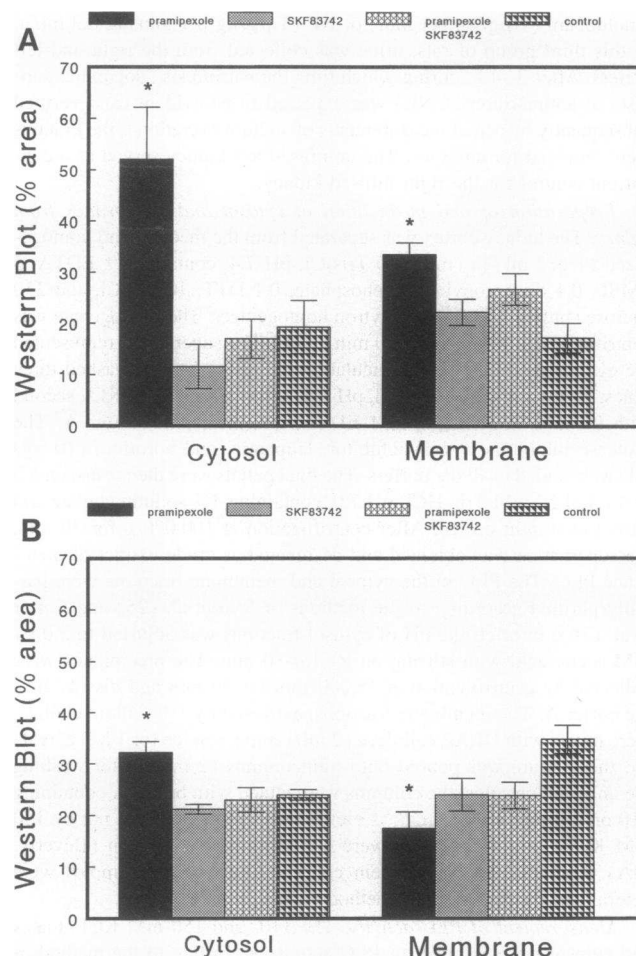 pramipexole SKF83742 pramipexole control
SKF83742
A
Western Blot (% area)
70
60
50
40
30
20
10
0
*
*
Cytosol Membrane
pramipexole SKF83742 pramipexole control
SKF83742
B
Western Blot (% area)
70
60
50
40
30
20
10
0
*
*
Cytosol Membrane